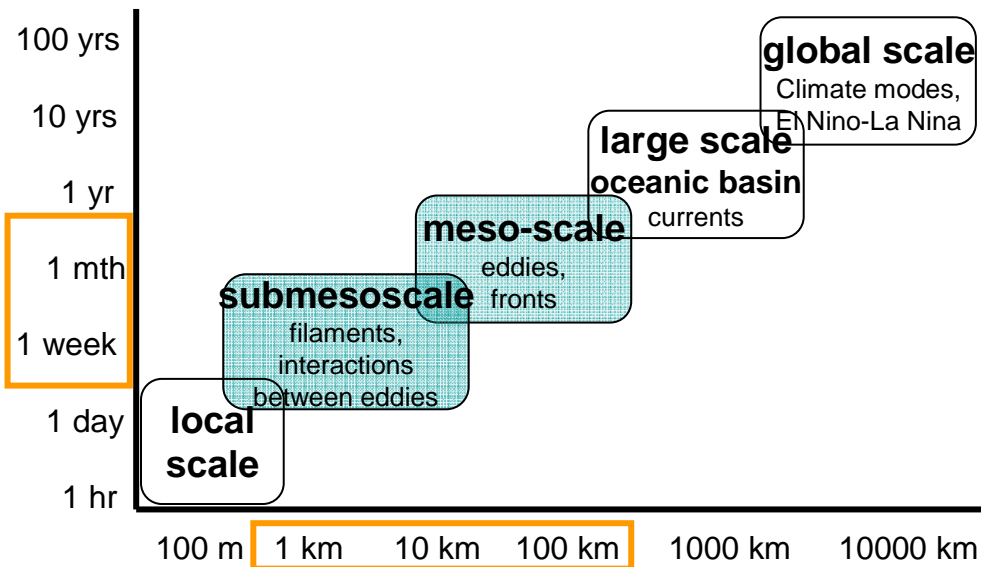 100 yrs
10 yrs
1 yr
1 mth
1 week
1 day
1 hr
global scale
Climate modes,
El Nino-La Nina
large scale
oceanic basin
currents
meso-scale
eddies,
fronts
submesoscale
filaments,
interactions
between eddies
local
scale
100 m 1 km 10 km 100 km 1000 km 10000 km